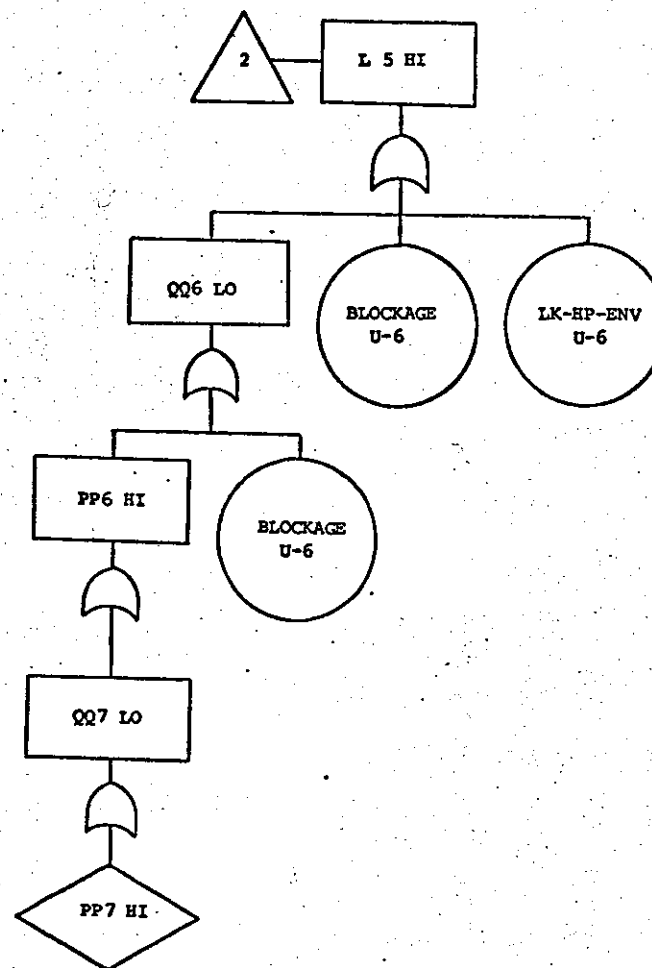 2
L 5 HI
QQ6 LO
BLOCKAGE
U-6
LK-HP-ENV
U-6
PP6 HI
BLOCKAGE
U-6
QQ7 LO
PP7 HI